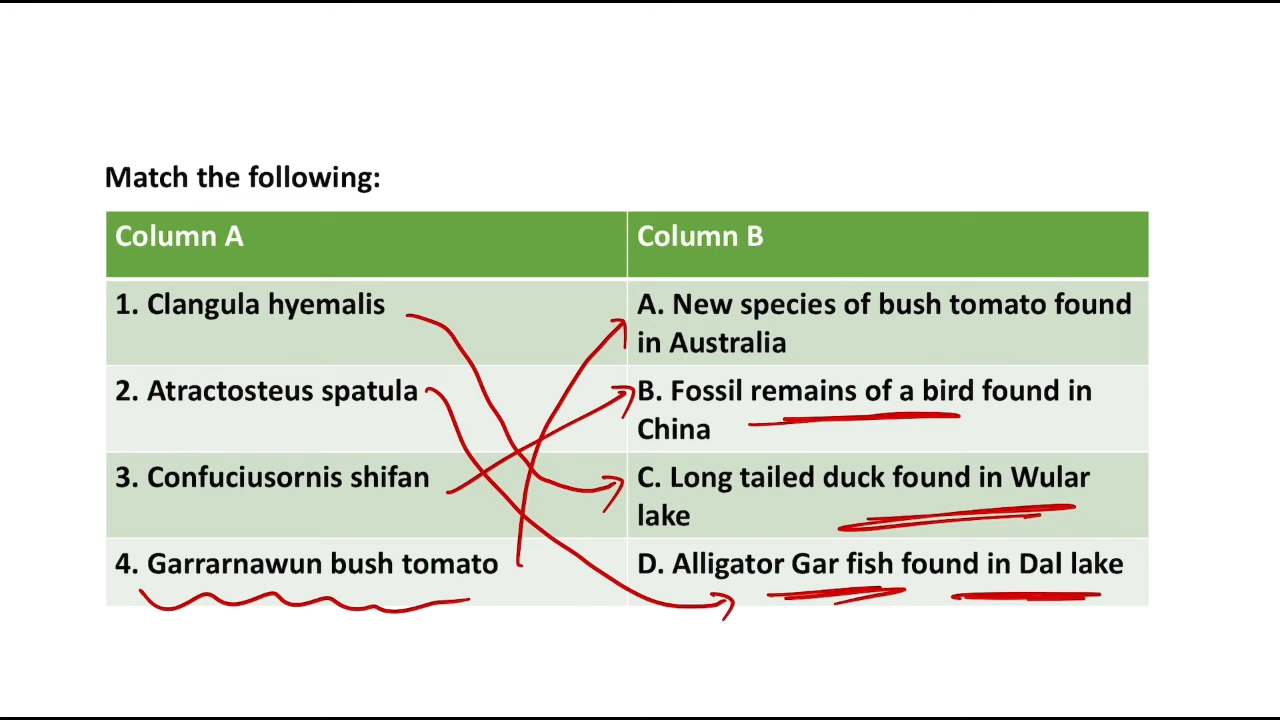 Match the following:
Column A
Column B
1. Clangula hyemalis
A. New species of bush tomato found
in Australia
2. Atractosteus spatula
B. Fossil remains of a bird found in
China
3. Confuciusornis shifan
C. Long tailed duck found in Wular
lake
4. Garrarnawun bush tomato
D. Alligator Gar fish found in Dal lake